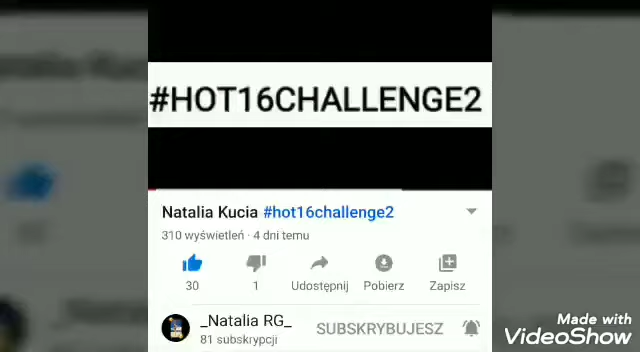 #HOT16CHALLENGE2
Natalia Kucia #hot16challenge2
310 wyświetleń · 4 dni temu
30
1
Udostępnij
Pobierz
Zapisz
_Natalia RG_
81 subskrypcji
SUBSKRYBUJESZ
Made with
VideoShow